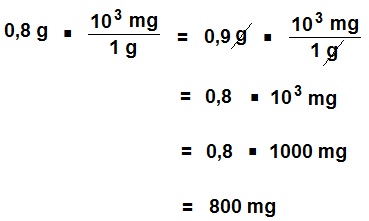 0,8 g ▪ 10³ mg / 1 g = 0,9 g ▪ 10³ mg / 1 g
= 0,8 ▪ 10³ mg
= 0,8 ▪ 1000 mg
= 800 mg